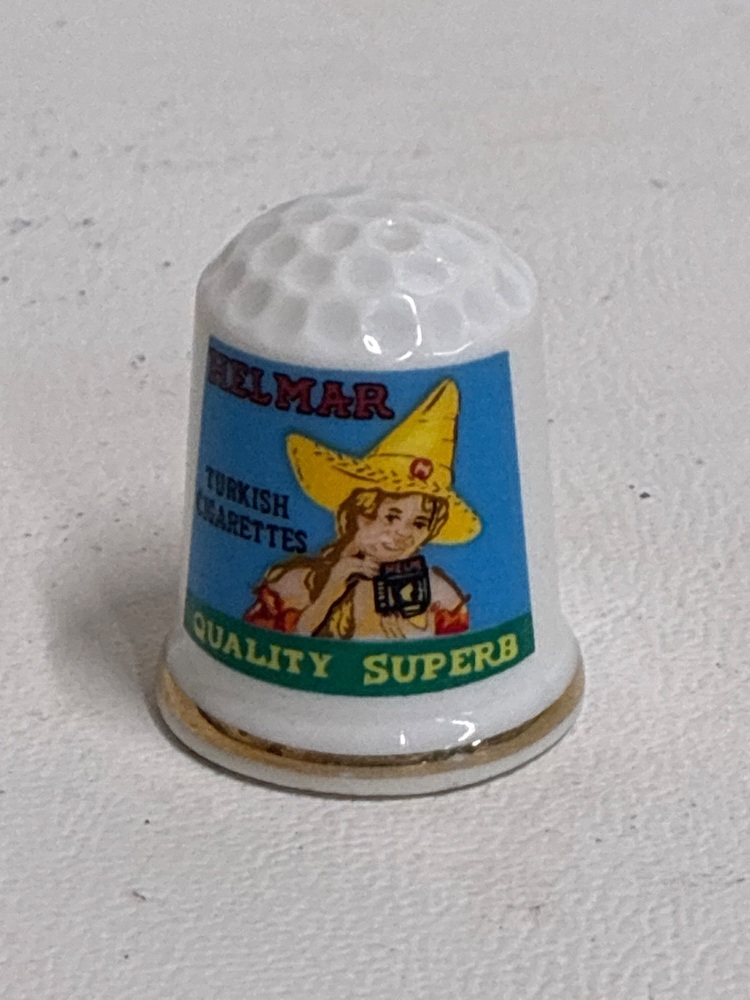 HELMAR
TURKISH
CIGARETTES
QUALITY SUPERB